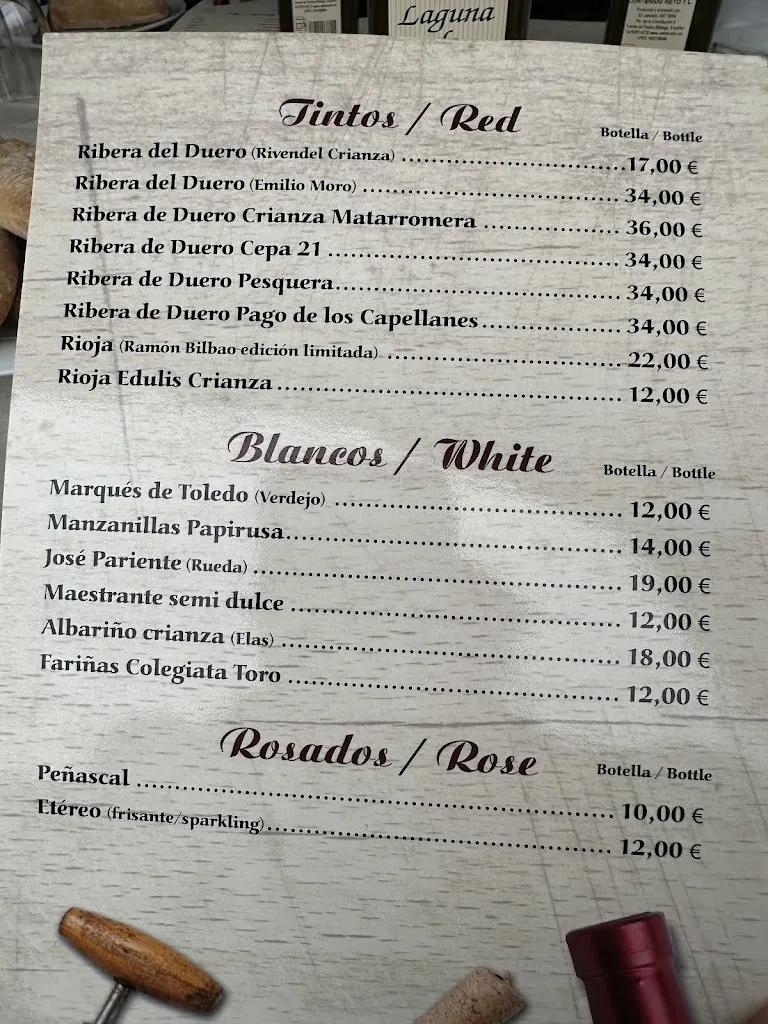 Laguna
Tintos / Red
Botella / Bottle
Ribera del Duero (Rivendel Crianza) 17,00 €
Ribera del Duero (Emilio Moro) 34,00 €
Ribera de Duero Crianza Matarromera 36,00 €
Ribera de Duero Cepa 21 34,00 €
Ribera de Duero Pesquera 34,00 €
Ribera de Duero Pago de los Capellanes 34,00 €
Rioja (Ramón Bilbao edición limitada) 22,00 €
Rioja Edulis Crianza 12,00 €
Blancos / White
Botella / Bottle
Marqués de Toledo (Verdejo) 12,00 €
Manzanillas Papirusa 14,00 €
José Pariente (Rueda) 19,00 €
Maestrante semi dulce 12,00 €
Albariño crianza (Elas) 18,00 €
Fariñas Colegiata Toro 12,00 €
Rosados / Rose
Botella / Bottle
Peñascal 10,00 €
Etéreo (frisante/sparkling) 12,00 €